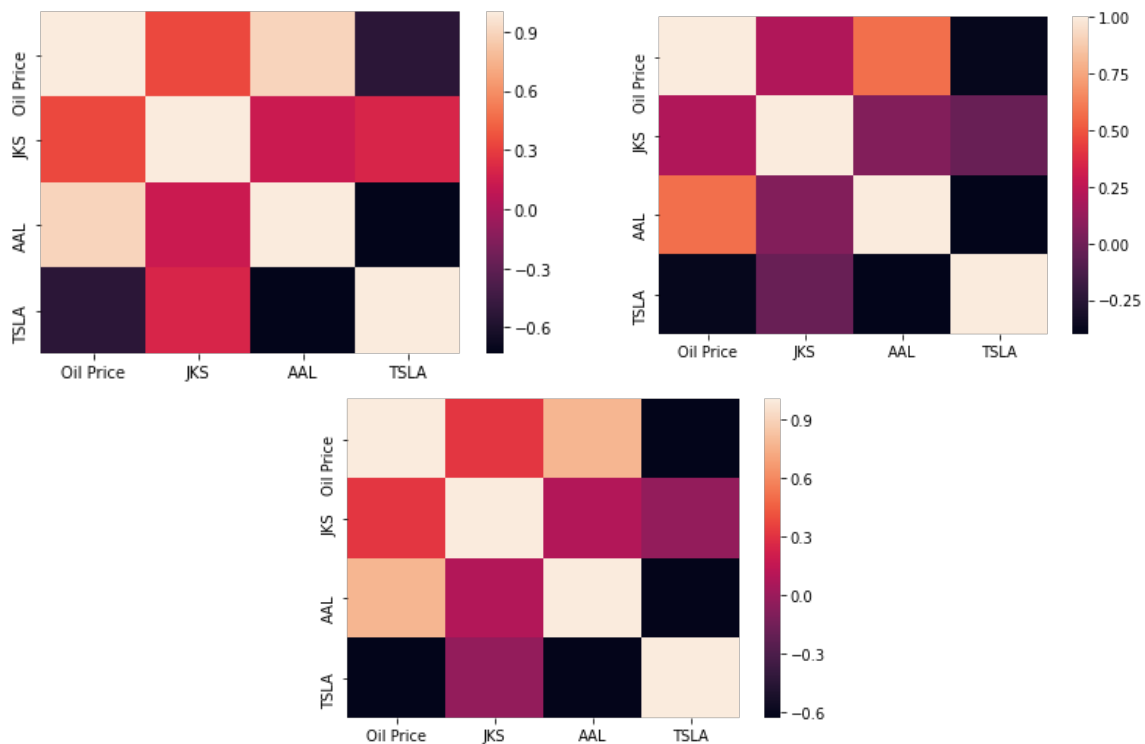 Oil Price
JKS
AAL
TSLA
Oil Price JKS AAL TSLA
0.9
0.6
0.3
0.0
−0.3
−0.6
Oil Price
JKS
AAL
TSLA
Oil Price JKS AAL TSLA
1.00
0.75
0.50
0.25
0.00
−0.25
Oil Price
JKS
AAL
TSLA
Oil Price JKS AAL TSLA
0.9
0.6
0.3
0.0
−0.3
−0.6